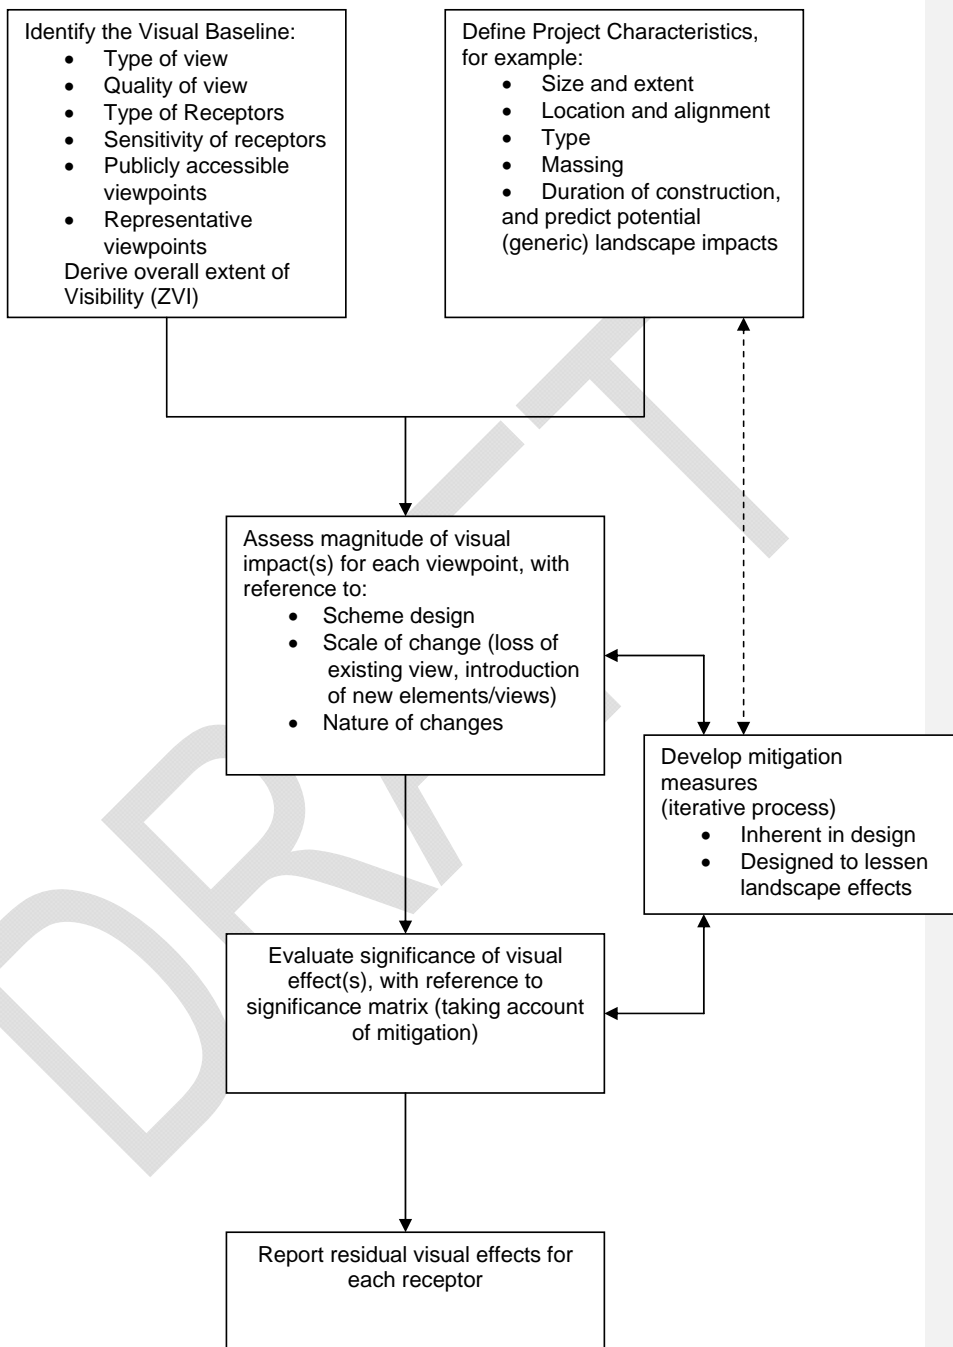 Identify the Visual Baseline:
• Type of view
• Quality of view
• Type of Receptors
• Sensitivity of receptors
• Publicly accessible
viewpoints
• Representative
viewpoints
Derive overall extent of
Visibility (ZVI)
Define Project Characteristics,
for example:
• Size and extent
• Location and alignment
• Type
• Massing
• Duration of construction,
and predict potential
(generic) landscape impacts
Assess magnitude of visual
impact(s) for each viewpoint, with
reference to:
• Scheme design
• Scale of change (loss of
existing view, introduction
of new elements/views)
• Nature of changes
Develop mitigation
measures
(iterative process)
• Inherent in design
• Designed to lessen
landscape effects
Evaluate significance of visual
effect(s), with reference to
significance matrix (taking account
of mitigation)
Report residual visual effects for
each receptor
DRAFT